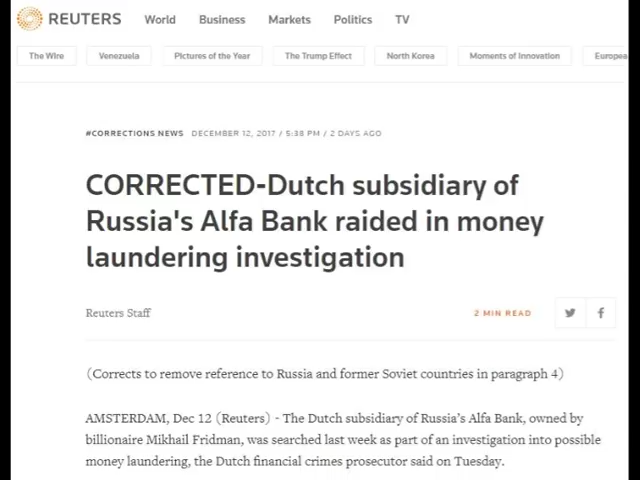 REUTERS World Business Markets Politics TV
The Wire Venezuela Pictures of the Year The Trump Effect North Korea Moments of Innovation Europea
#CORRECTIONS NEWS DECEMBER 12, 2017 / 5:38 PM / 2 DAYS AGO
CORRECTED-Dutch subsidiary of
Russia's Alfa Bank raided in money
laundering investigation
Reuters Staff 2 MIN READ
(Corrects to remove reference to Russia and former Soviet countries in paragraph 4)
AMSTERDAM, Dec 12 (Reuters) - The Dutch subsidiary of Russia’s Alfa Bank, owned by
billionaire Mikhail Fridman, was searched last week as part of an investigation into possible
money laundering, the Dutch financial crimes prosecutor said on Tuesday.